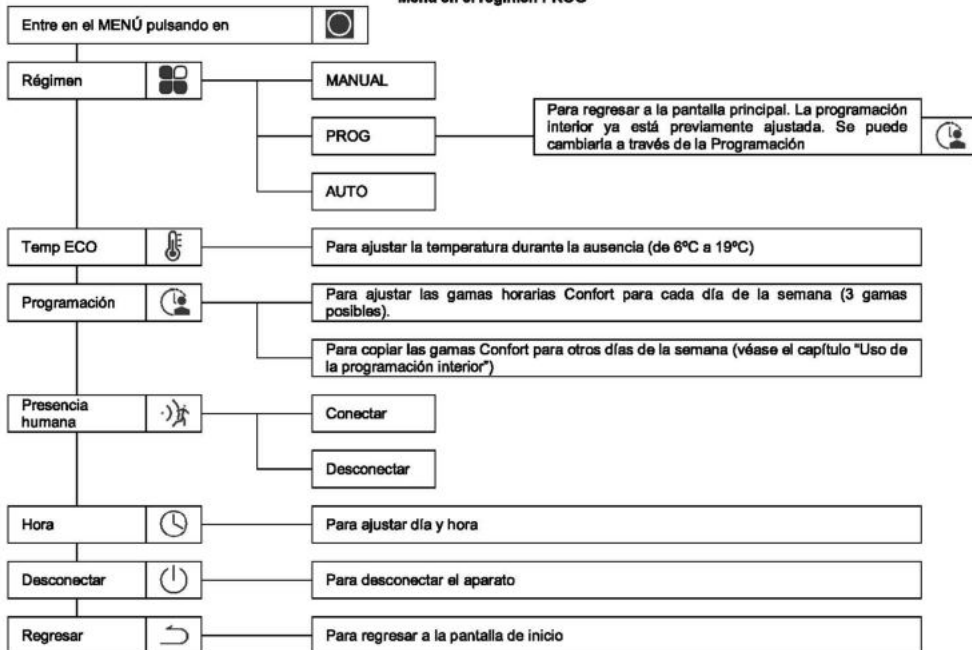 Menú en el régimen PROG
Entre en el MENÚ pulsando en
Régimen
MANUAL
PROG
Para regresar a la pantalla principal. La programación
interior ya está previamente ajustada. Se puede
cambiarla a través de la Programación
AUTO
Temp ECO
Para ajustar la temperatura durante la ausencia (de 6ºC a 19ºC)
Programación
Para ajustar las gamas horarias Confort para cada día de la semana (3 gamas
posibles).
Para copiar las gamas Confort para otros días de la semana (véase el capítulo "Uso de
la programación interior")
Presencia
humana
Conectar
Desconectar
Hora
Para ajustar día y hora
Desconectar
Para desconectar el aparato
Regresar
Para regresar a la pantalla de inicio